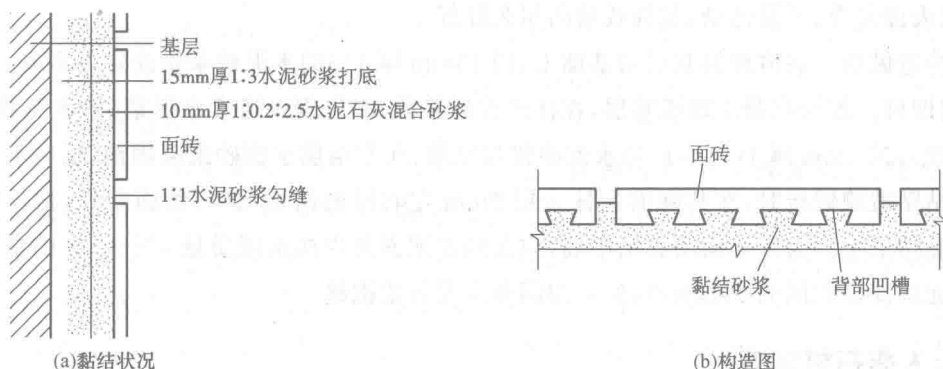 基层
15mm厚1:3水泥砂浆打底
10mm厚1:0.2:2.5水泥石灰混合砂浆
面砖
1:1水泥砂浆勾缝
(a)黏结状况
面砖
黏结砂浆
背部凹槽
(b)构造图